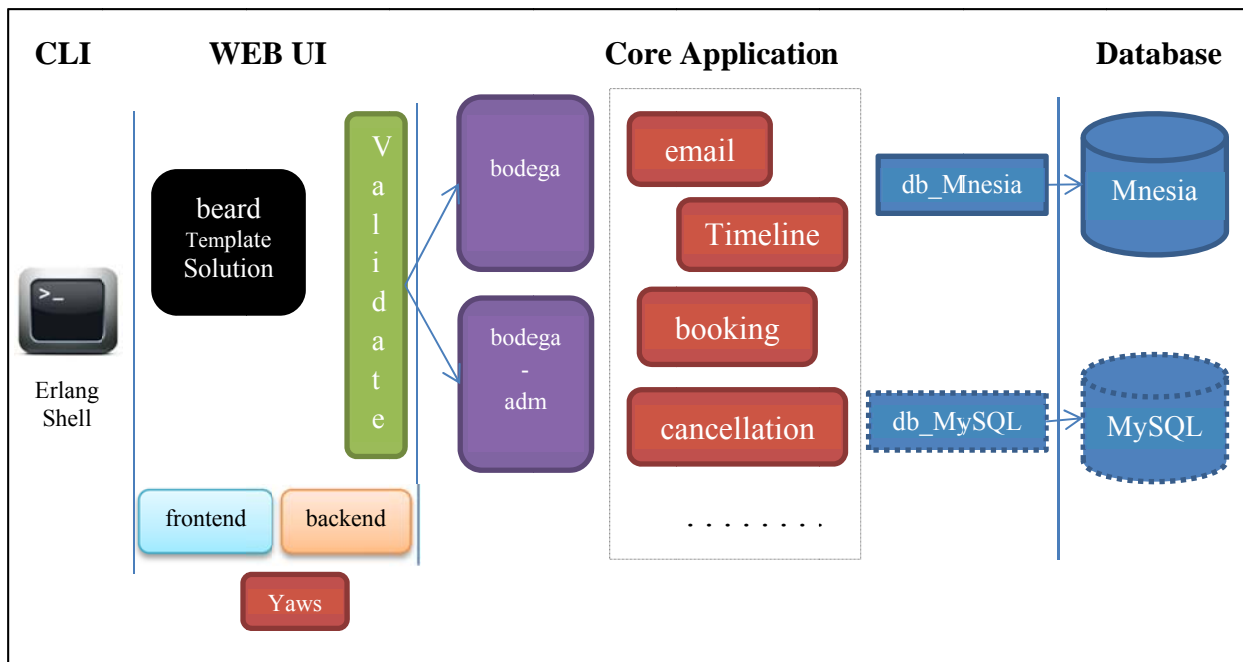 CLI
WEB UI
Core Application
Database
>_
Erlang
Shell
beard
Template
Solution
V
a
l
i
d
a
t
e
frontend
backend
Yaws
bodega
bodega
-
adm
email
Timeline
booking
cancellation
. . . . . . . .
db_Mnesia
db_MySQL
Mnesia
MySQL